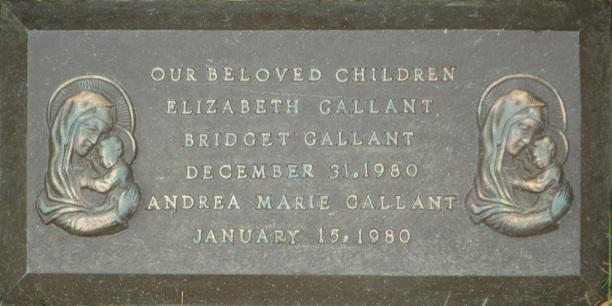 OUR BELOVED CHILDREN
ELIZABETH GALLANT
BRIDGET GALLANT
DECEMBER 31, 1980
ANDREA MARIE GALLANT
JANUARY 15, 1980